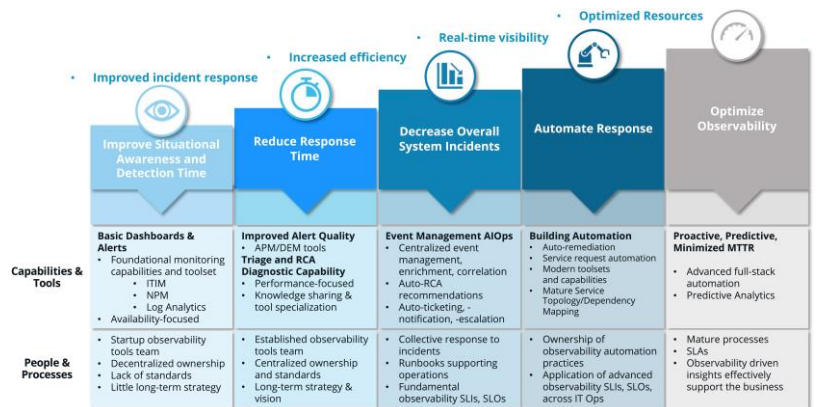 • Improved incident response
• Increased efficiency
• Real-time visibility
• Optimized Resources
Improve Situational
Awareness and
Detection Time
Reduce Response
Time
Decrease Overall
System Incidents
Automate Response
Optimize
Observability
Capabilities &
Tools
Basic Dashboards &
Alerts
• Foundational monitoring
capabilities and toolset
• ITIM
• NPM
• Log Analytics
• Availability-focused
Improved Alert Quality
• APM/DEM tools
Triage and RCA
Diagnostic Capability
• Performance-focused
• Knowledge sharing &
tool specialization
Event Management AIOps
• Centralized event
management,
enrichment, correlation
• Auto-RCA
recommendations
• Auto-ticketing, -
notification, -escalation
Building Automation
• Auto-remediation
• Service request automation
• Modern toolsets
and capabilities
• Mature Service
Topology/Dependency
Mapping
Proactive, Predictive,
Minimized MTTR
• Advanced full-stack
automation
• Predictive Analytics
People &
Processes
• Startup observability
tools team
• Decentralized ownership
• Lack of standards
• Little long-term strategy
• Established observability
tools team
• Centralized ownership
and standards
• Long-term strategy &
vision
• Collective response to
incidents
• Runbooks supporting
operations
• Fundamental
observability SLIs, SLOs
• Ownership of
observability automation
practices
• Application of advanced
observability SLIs, SLOs,
across IT Ops
• Mature processes
• SLAs
• Observability driven
insights effectively
support the business